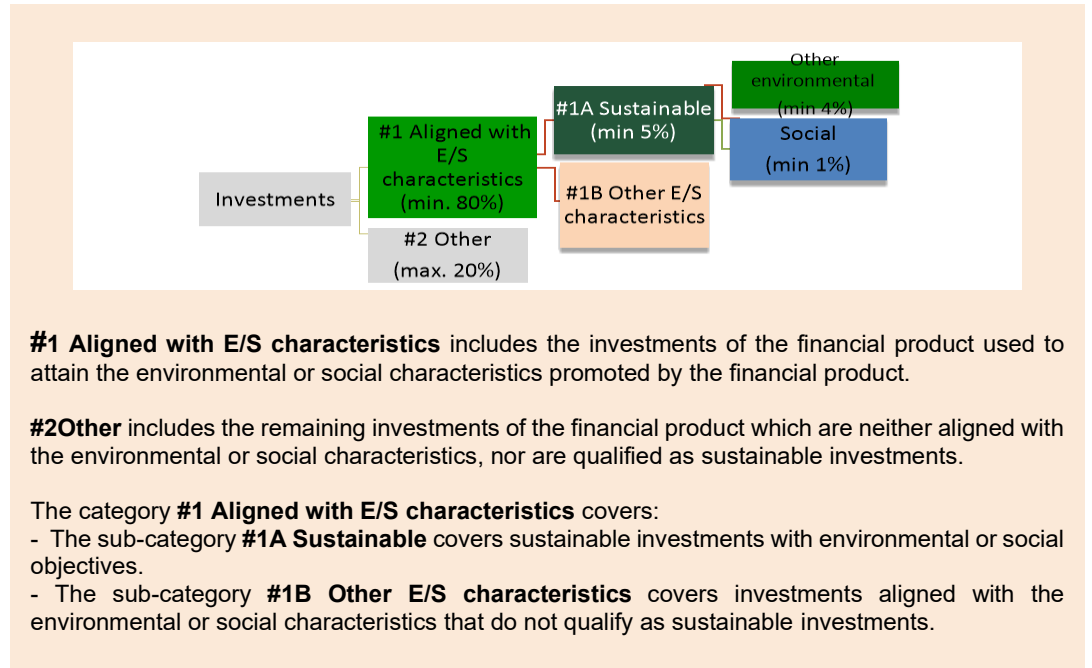 Investments
#1 Aligned with
E/S
characteristics
(min. 80%)
#2 Other
(max. 20%)
#1A Sustainable
(min 5%)
#1B Other E/S
characteristics
Other
environmental
(min 4%)
Social
(min 1%)
#1 Aligned with E/S characteristics includes the investments of the financial product used to
attain the environmental or social characteristics promoted by the financial product.
#2Other includes the remaining investments of the financial product which are neither aligned with
the environmental or social characteristics, nor are qualified as sustainable investments.
The category #1 Aligned with E/S characteristics covers:
- The sub-category #1A Sustainable covers sustainable investments with environmental or social
objectives.
- The sub-category #1B Other E/S characteristics covers investments aligned with the
environmental or social characteristics that do not qualify as sustainable investments.